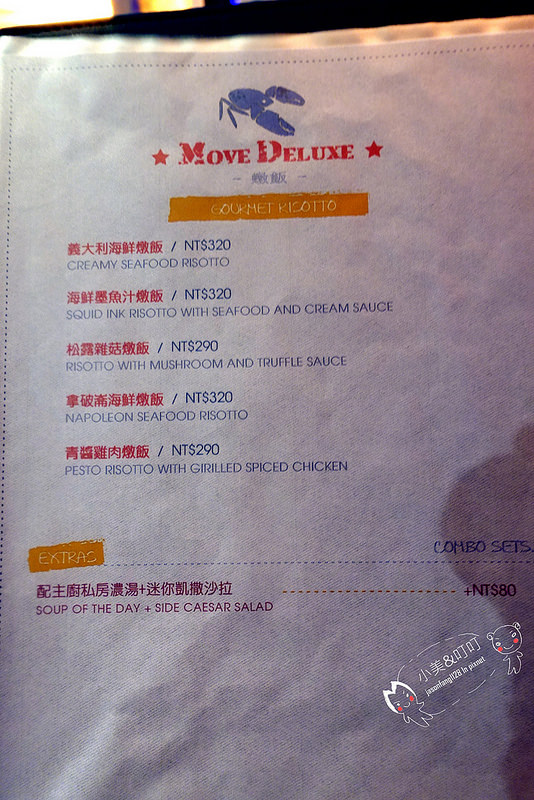 ★ MOVE DELUXE ★
- 燉飯 -
GOURMET RISOTTO
義大利海鮮燉飯 / NT$320
CREAMY SEAFOOD RISOTTO
海鮮墨魚汁燉飯 / NT$320
SQUID INK RISOTTO WITH SEAFOOD AND CREAM SAUCE
松露雜菇燉飯 / NT$290
RISOTTO WITH MUSHROOM AND TRUFFLE SAUCE
拿破崙海鮮燉飯 / NT$320
NAPOLEON SEAFOOD RISOTTO
青醬雞肉燉飯 / NT$290
PESTO RISOTTO WITH GIRILLED SPICED CHICKEN
EXTRAS
COMBO SETS
配主廚私房濃湯+迷你凱撒沙拉 +NT$80
SOUP OF THE DAY + SIDE CAESAR SALAD
小美&叮叮
jasonfang1128 in pixnet